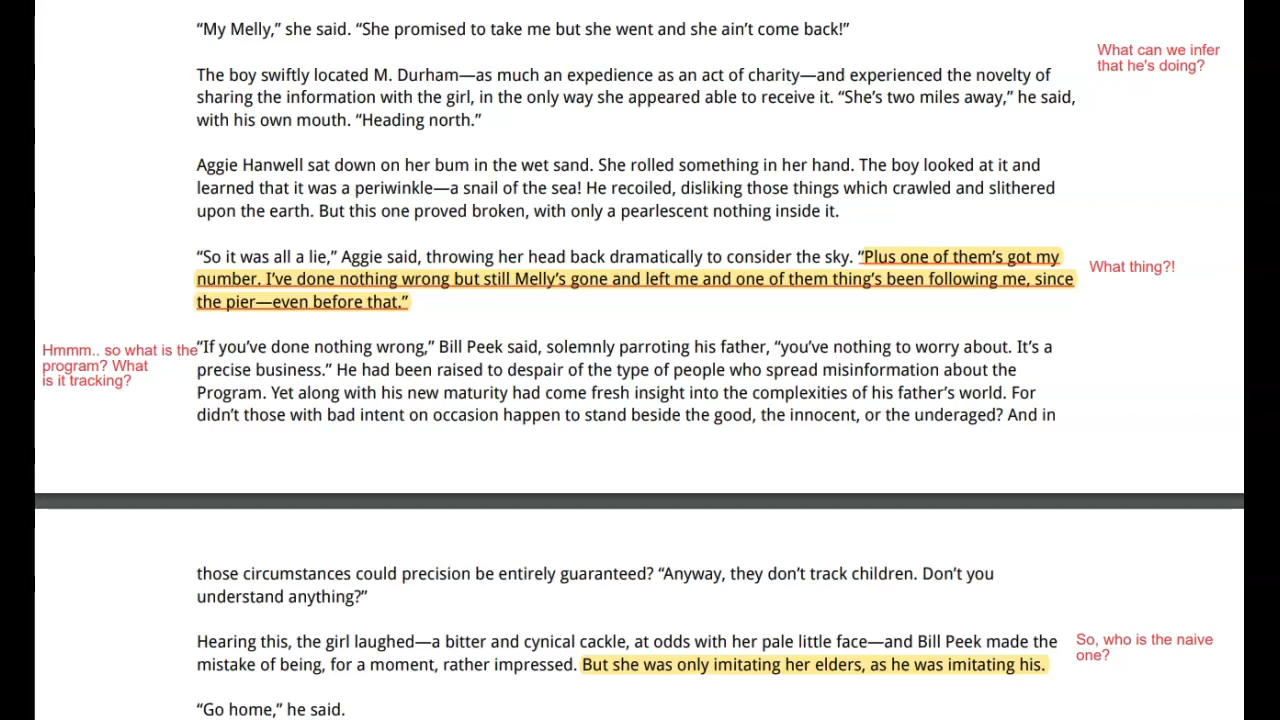 “My Melly,” she said. “She promised to take me but she went and she ain’t come back!”
What can we infer
that he's doing?
The boy swiftly located M. Durham—as much an expedience as an act of charity—and experienced the novelty of
sharing the information with the girl, in the only way she appeared able to receive it. “She’s two miles away,” he said,
with his own mouth. “Heading north.”
Aggie Hanwell sat down on her bum in the wet sand. She rolled something in her hand. The boy looked at it and
learned that it was a periwinkle—a snail of the sea! He recoiled, disliking those things which crawled and slithered
upon the earth. But this one proved broken, with only a pearlescent nothing inside it.
“So it was all a lie,” Aggie said, throwing her head back dramatically to consider the sky. “Plus one of them’s got my
number. I’ve done nothing wrong but still Melly’s gone and left me and one of them thing’s been following me, since
the pier—even before that.”
What thing?!
Hmmm.. so what is the
program? What
is it tracking?
“If you’ve done nothing wrong,” Bill Peek said, solemnly parroting his father, “you’ve nothing to worry about. It’s a
precise business.” He had been raised to despair of the type of people who spread misinformation about the
Program. Yet along with his new maturity had come fresh insight into the complexities of his father’s world. For
didn’t those with bad intent on occasion happen to stand beside the good, the innocent, or the underaged? And in
those circumstances could precision be entirely guaranteed? “Anyway, they don’t track children. Don’t you
understand anything?”
Hearing this, the girl laughed—a bitter and cynical cackle, at odds with her pale little face—and Bill Peek made the
mistake of being, for a moment, rather impressed. But she was only imitating her elders, as he was imitating his.
So, who is the naive
one?
“Go home,” he said.